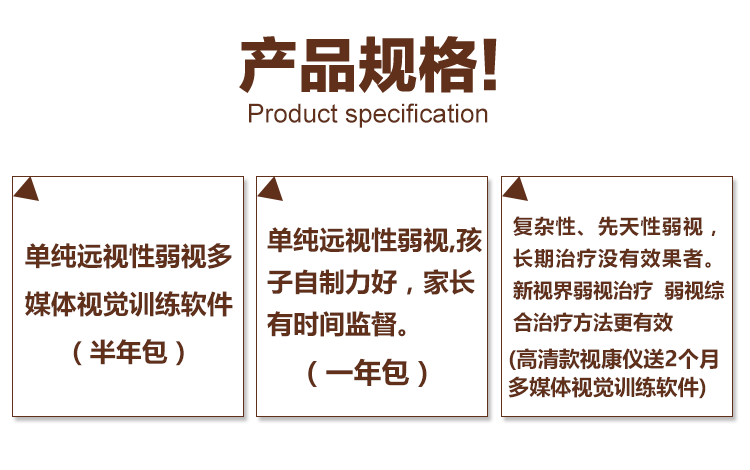 产品规格!
Product specification
单纯远视性弱视多
媒体视觉训练软件
（半年包）
单纯远视性弱视,孩
子自制力好，家长
有时间监督。
（一年包）
复杂性、先天性弱视，
长期治疗没有效果者。
新视界弱视治疗 弱视综
合治疗方法更有效
(高清款视康仪送2个月
多媒体视觉训练软件)